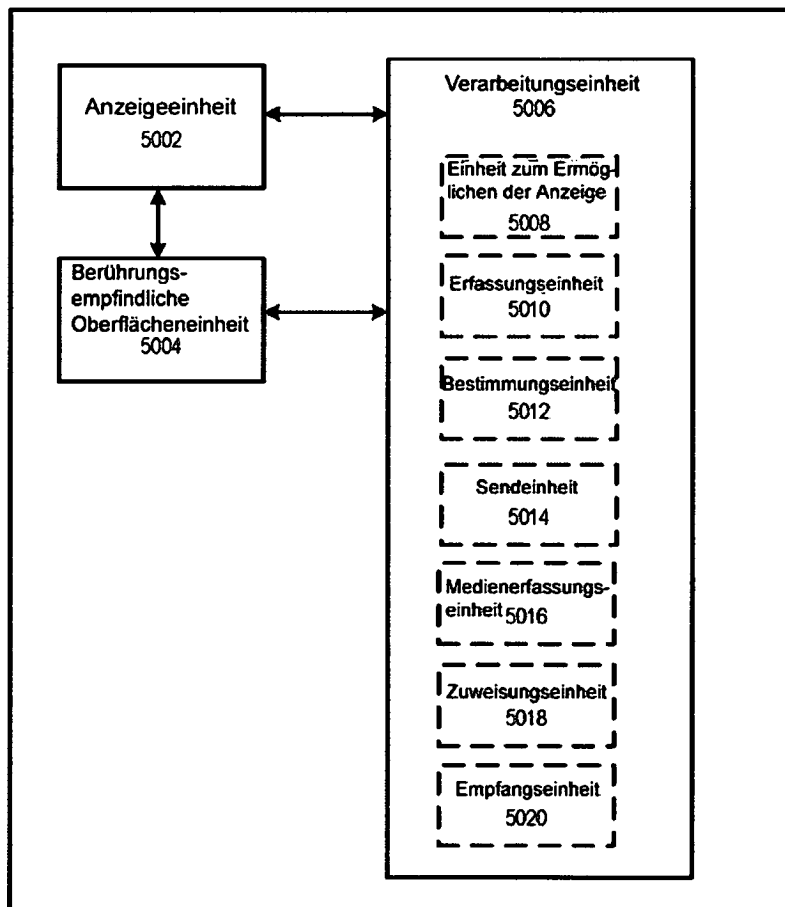 Anzeigeeinheit
5002
Berührungs-
empfindliche
Oberflächeneinheit
5004
Verarbeitungseinheit
5006
Einheit zum Ermög-
lichen der Anzeige
5008
Erfassungseinheit
5010
Bestimmungseinheit
5012
Sendeinheit
5014
Medienerfassungs-
einheit 5016
Zuweisungseinheit
5018
Empfangseinheit
5020